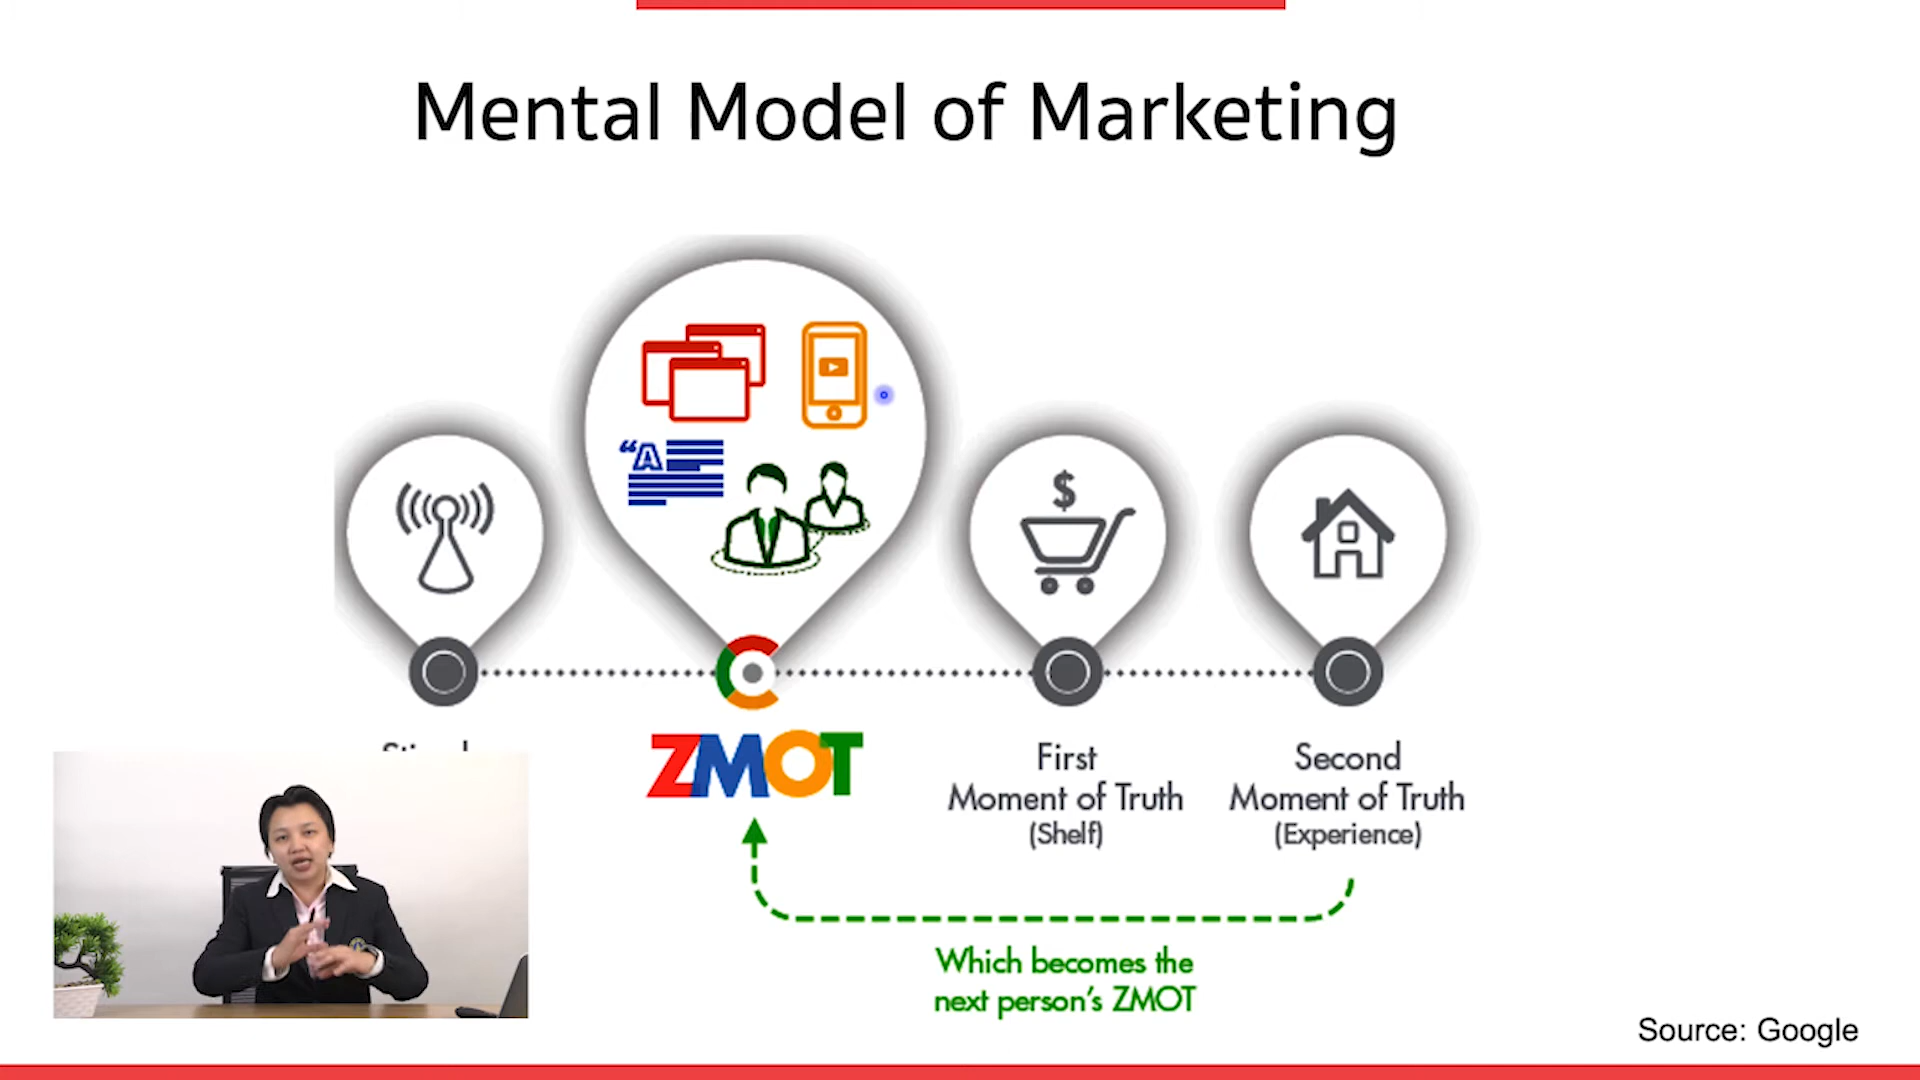 Mental Model of Marketing
$
“A
ZMOT
First
Moment of Truth
(Shelf)
Second
Moment of Truth
(Experience)
Which becomes the
next person's ZMOT
Source: Google